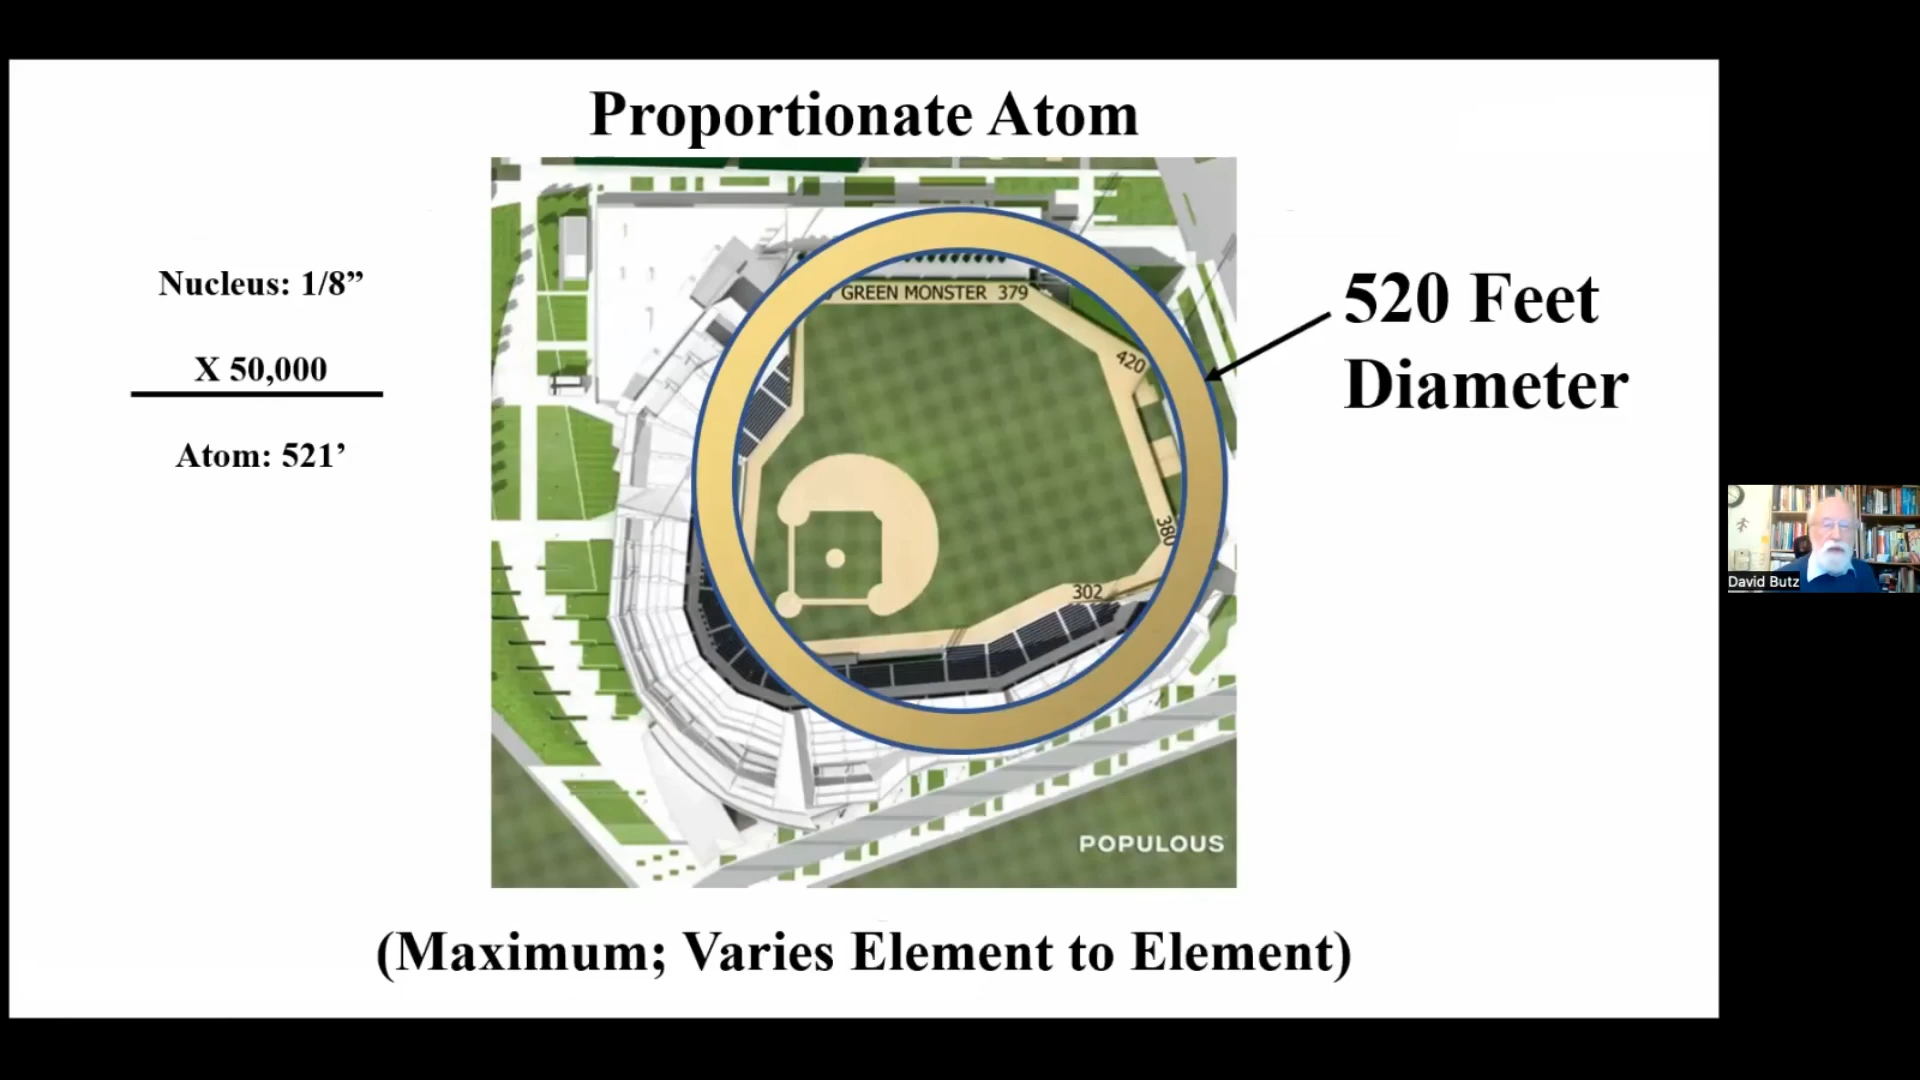 Proportionate Atom
Nucleus: 1/8”
X 50,000
Atom: 521’
GREEN MONSTER 379
420
380
302
520 Feet
Diameter
POPULOUS
(Maximum; Varies Element to Element)
David Butz